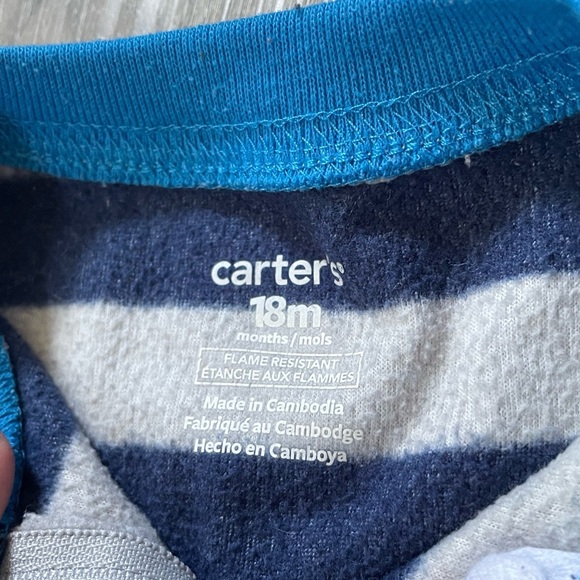 carter's
18m
months / mois
FLAME RESISTANT
ÉTANCHE AUX FLAMMES
Made in Cambodia
Fabriqué au Cambodge
Hecho en Camboya